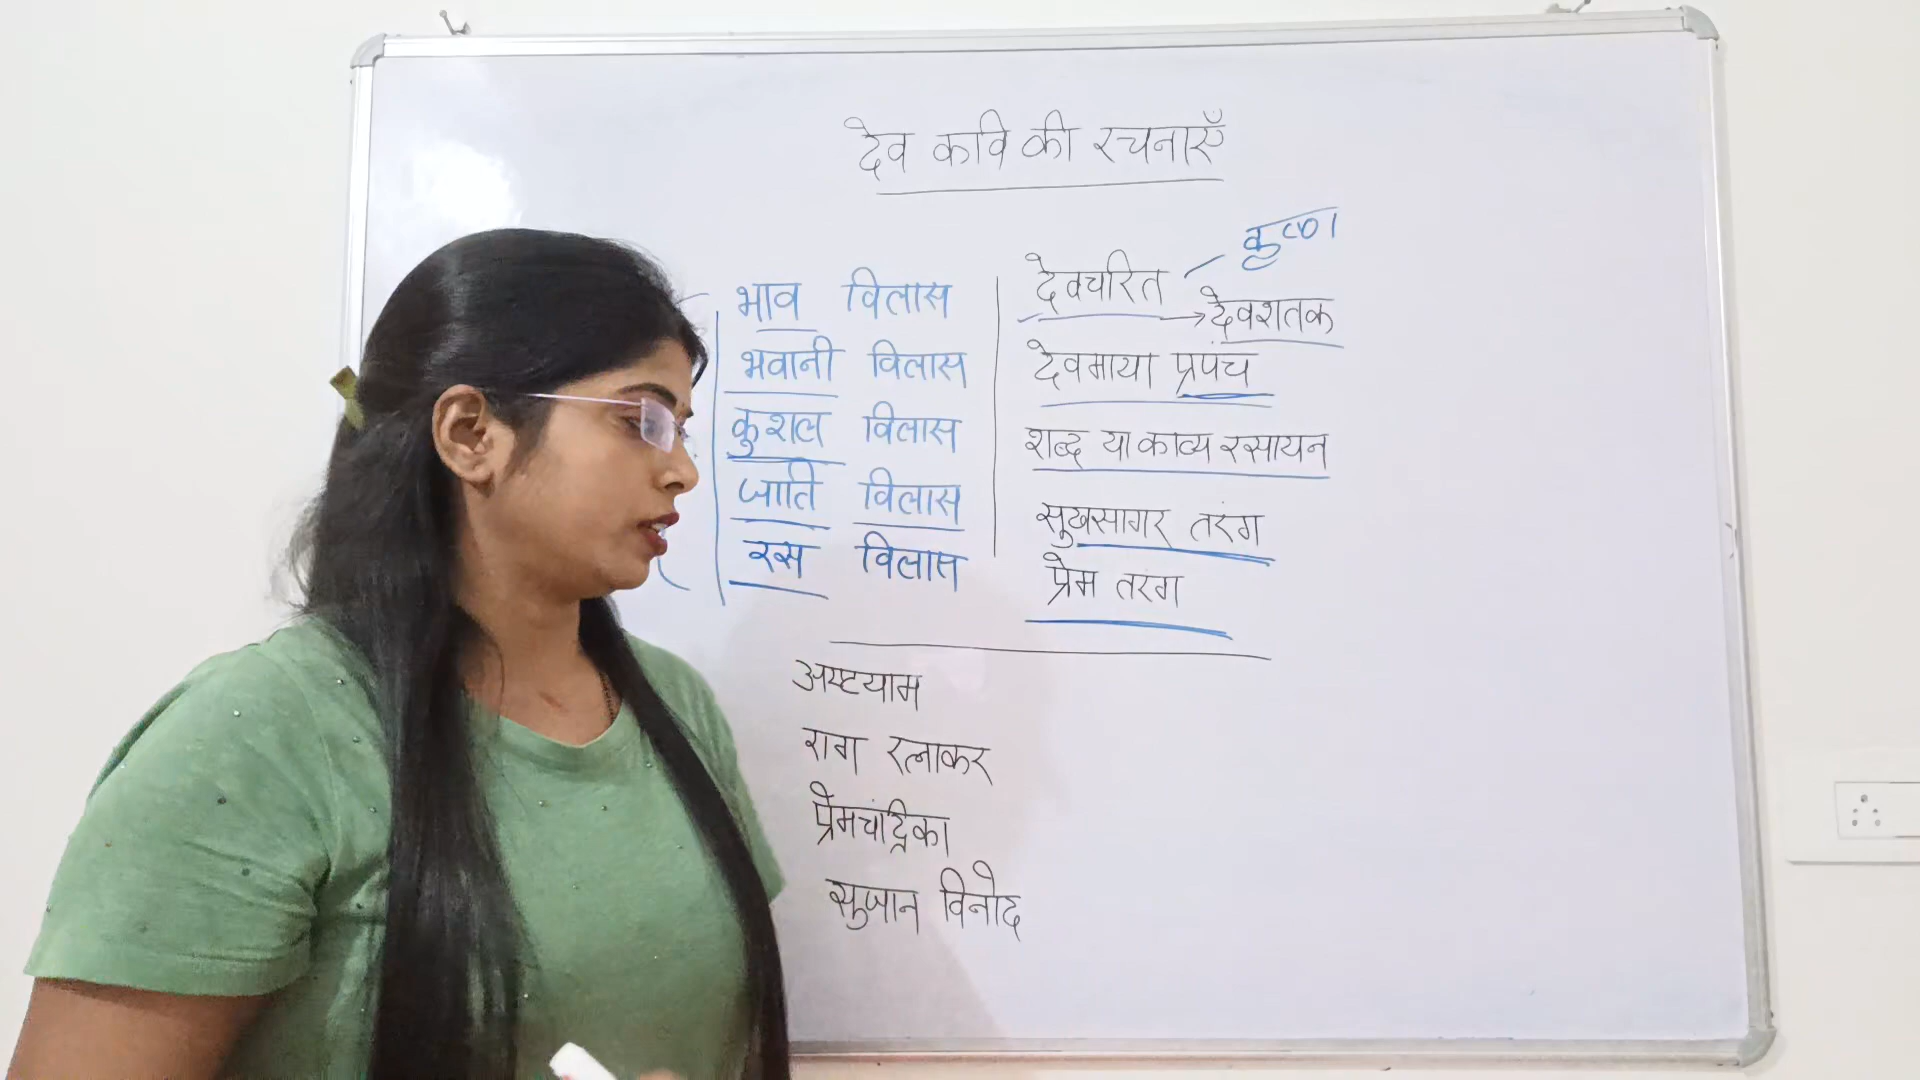 देव कवि की रचनाएँ
भाव विलास
भवानी विलास
कुशल विलास
जाति विलास
रस विलास
कृष्ण
देवचरित
देवशतक
देवमाया प्रपंच
शब्द या काव्य रसायन
सुखसागर तरंग
प्रेम तरंग
अष्टयाम
राग रत्नाकर
प्रेमचंद्रिका
सुजान विनोद